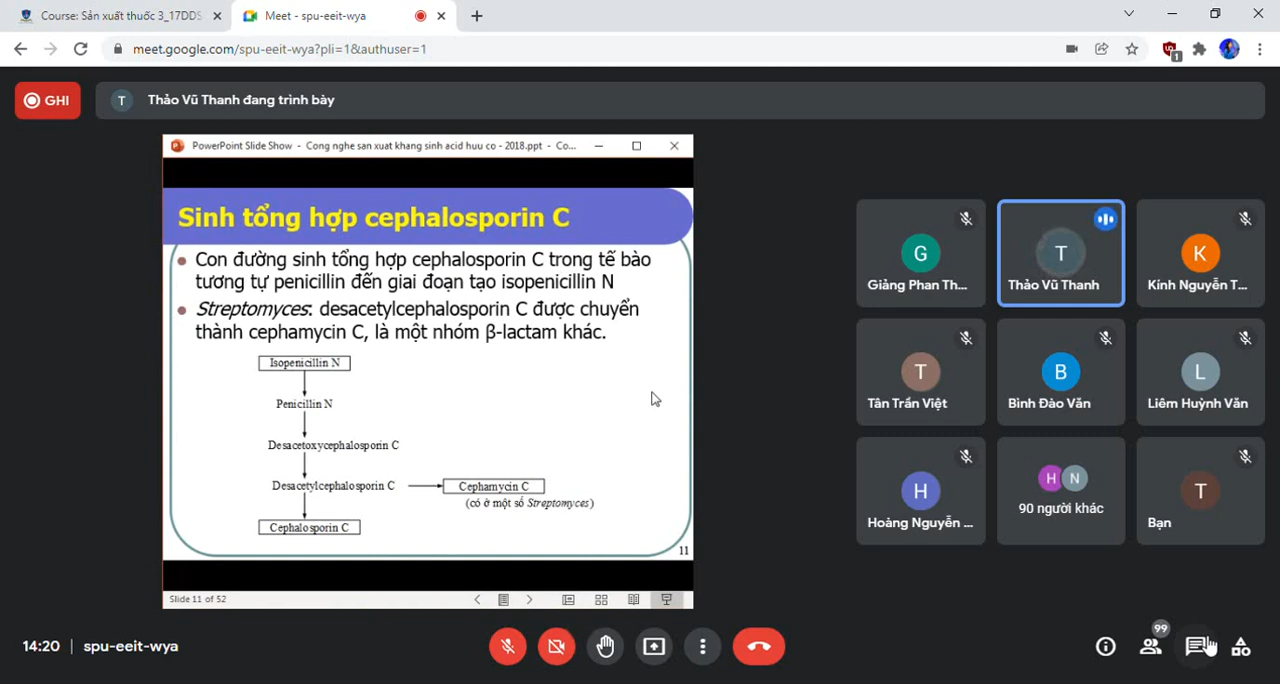 Course: Sản xuất thuốc 3_17DDS
Meet - spu-eeit-wya
meet.google.com/spu-eeit-wya?pli=1&authuser=1
1
GHI
T
Thảo Vũ Thanh đang trình bày
PowerPoint Slide Show - Cong nghe san xuat khang sinh acid huu co - 2018.ppt - Co...
Sinh tổng hợp cephalosporin C
Con đường sinh tổng hợp cephalosporin C trong tế bào
tương tự penicillin đến giai đoạn tạo isopenicillin N
Streptomyces: desacetylcephalosporin C được chuyển
thành cephamycin C, là một nhóm β-lactam khác.
Isopenicillin N
Penicillin N
Desacetoxycephalosporin C
Desacetylcephalosporin C
Cephamycin C
(có ở một số Streptomyces)
Cephalosporin C
11
Slide 11 of 52
G
Giảng Phan Th...
T
Thảo Vũ Thanh
K
Kính Nguyễn T...
T
Tân Trần Việt
B
Bình Đào Văn
L
Liêm Huỳnh Văn
H
Hoàng Nguyễn ...
H N
90 người khác
T
Bạn
14:20 spu-eeit-wya
99